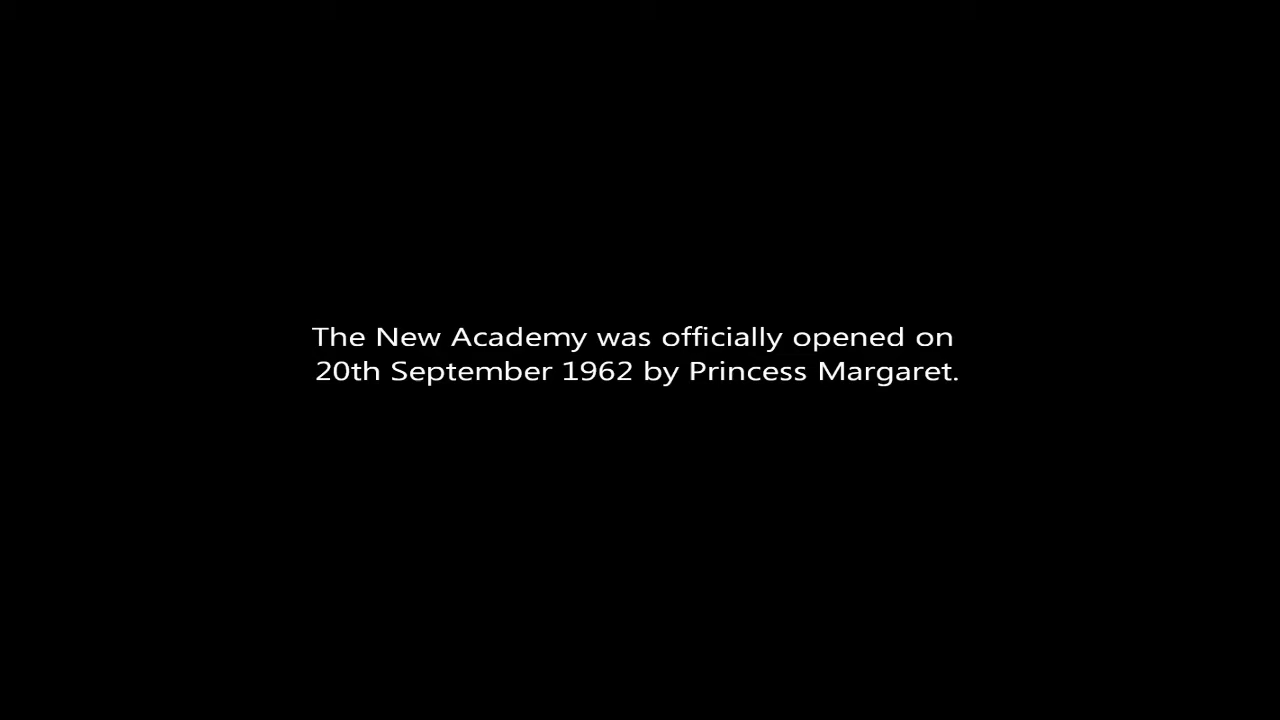 The New Academy was officially opened on
20th September 1962 by Princess Margaret.